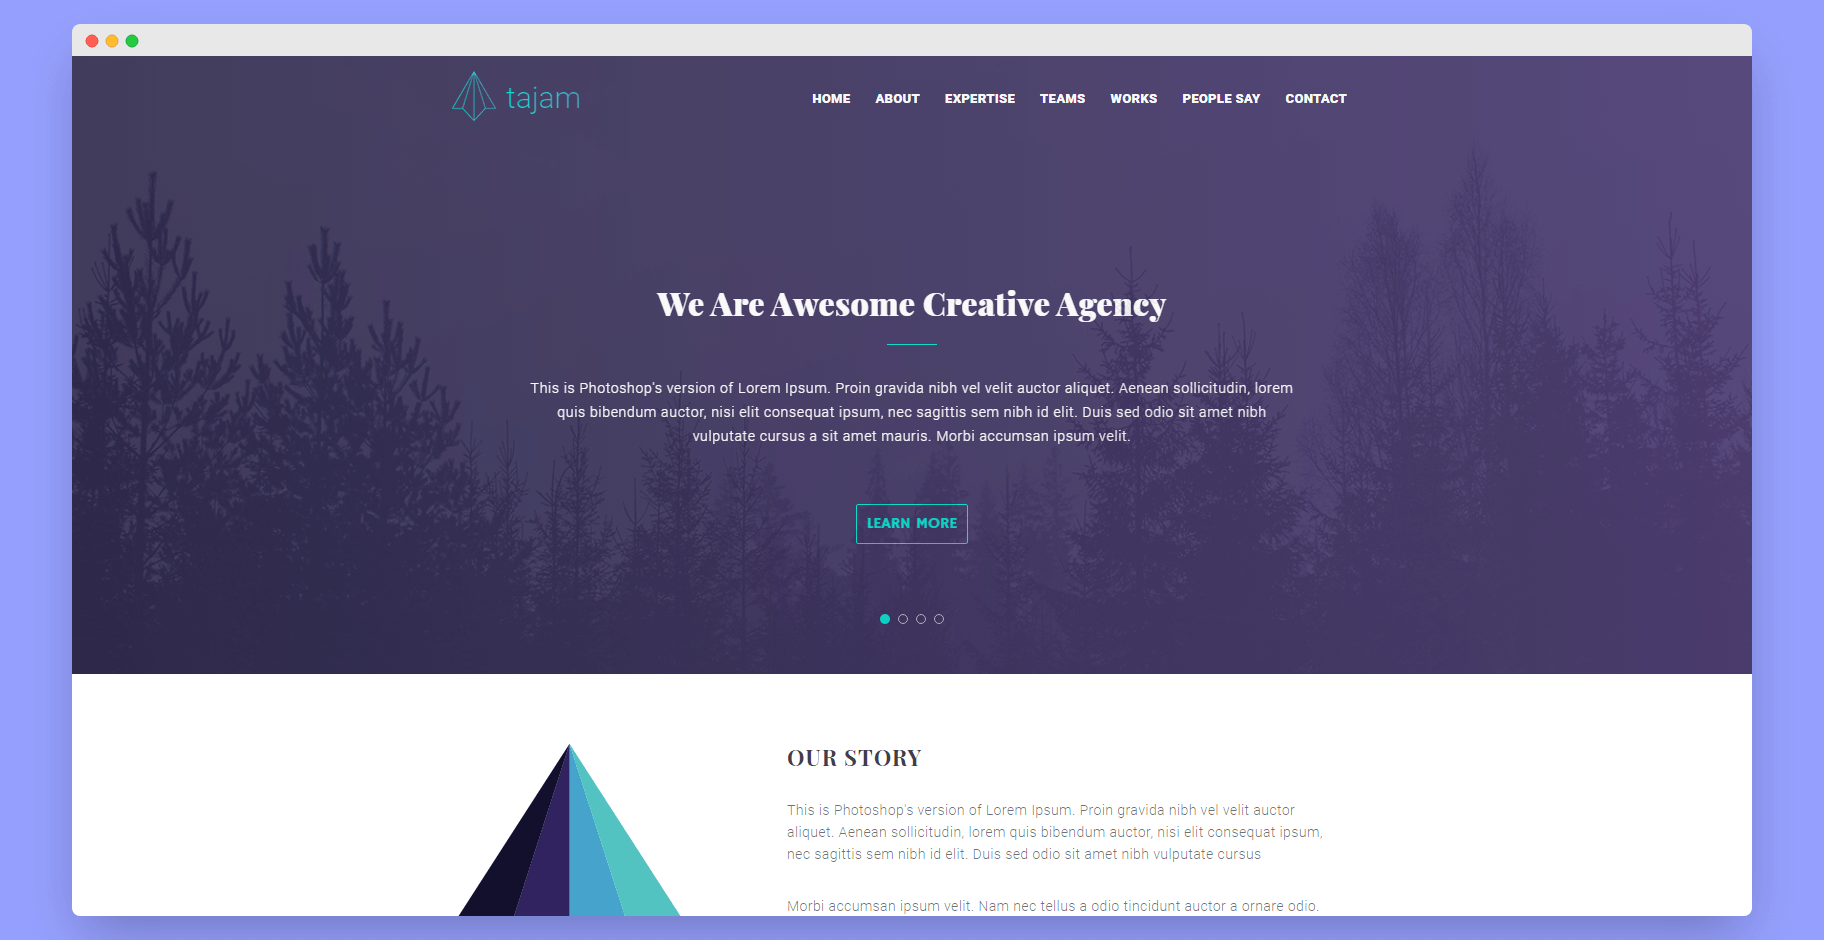 tajam
HOME ABOUT EXPERTISE TEAMS WORKS PEOPLE SAY CONTACT
We Are Awesome Creative Agency
This is Photoshop's version of Lorem Ipsum. Proin gravida nibh vel velit auctor aliquet. Aenean sollicitudin, lorem
quis bibendum auctor, nisi elit consequat ipsum, nec sagittis sem nibh id elit. Duis sed odio sit amet nibh
vulputate cursus a sit amet mauris. Morbi accumsan ipsum velit.
LEARN MORE
OUR STORY
This is Photoshop's version of Lorem Ipsum. Proin gravida nibh vel velit auctor
aliquet. Aenean sollicitudin, lorem quis bibendum auctor, nisi elit consequat ipsum,
nec sagittis sem nibh id elit. Duis sed odio sit amet nibh vulputate cursus
Morbi accumsan ipsum velit. Nam nec tellus a odio tincidunt auctor a ornare odio.